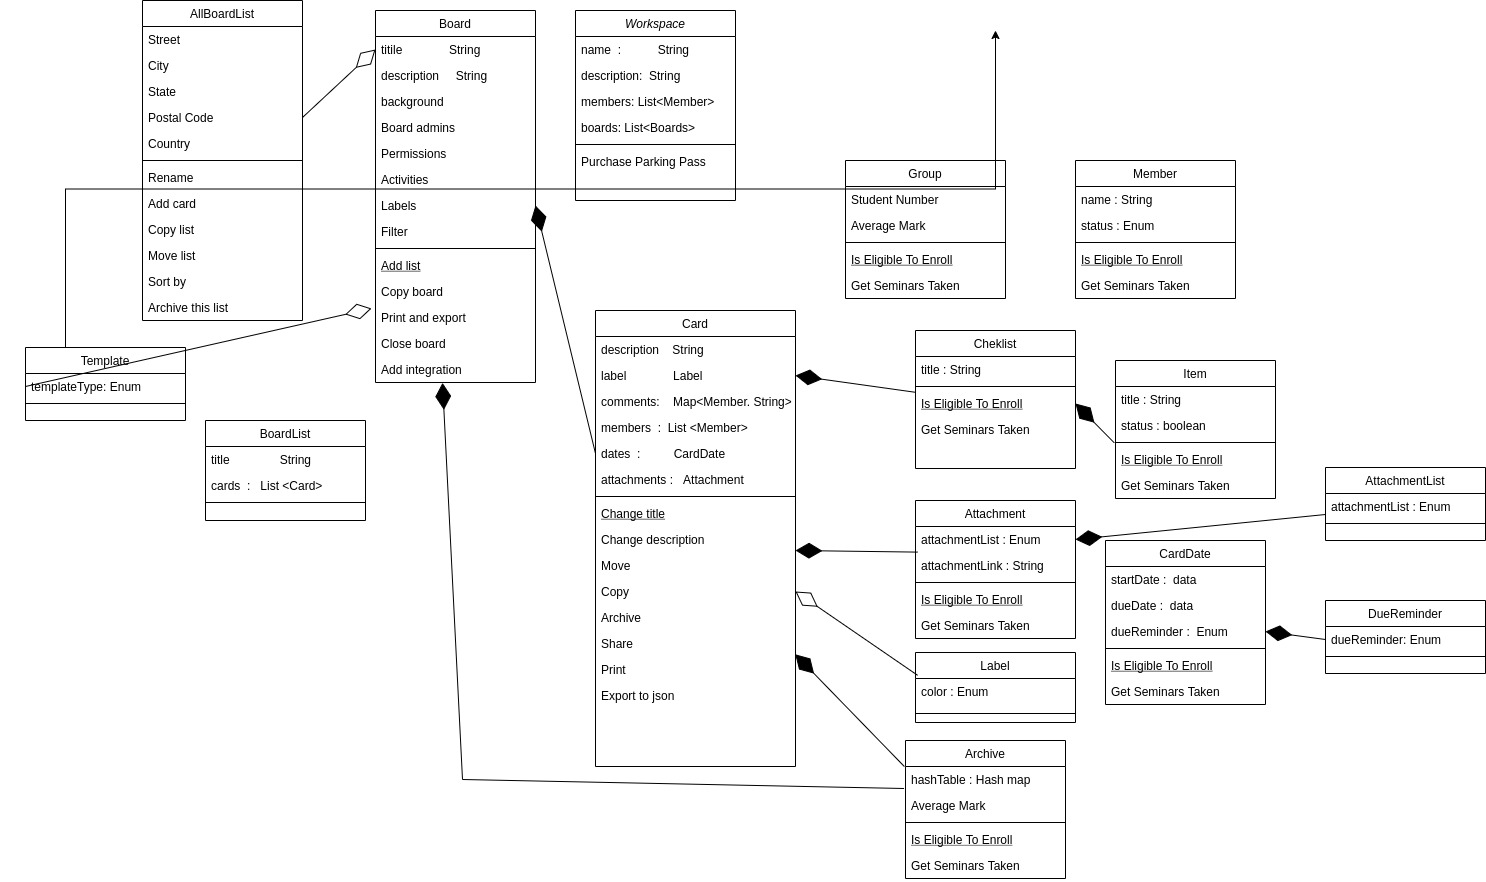 AllBoardList
Street
City
State
Postal Code
Country
Rename
Add card
Copy list
Move list
Sort by
Archive this list
Board
titile String
description String
background
Board admins
Permissions
Activities
Labels
Filter
Add list
Copy board
Print and export
Close board
Add integration
Workspace
name : String
description: String
members: List<Member>
boards: List<Boards>
Purchase Parking Pass
Group
Student Number
Average Mark
Is Eligible To Enroll
Get Seminars Taken
Member
name : String
status : Enum
Is Eligible To Enroll
Get Seminars Taken
Template
templateType: Enum
BoardList
title String
cards : List <Card>
Card
description String
label Label
comments: Map<Member. String>
members : List <Member>
dates : CardDate
attachments : Attachment
Change title
Change description
Move
Copy
Archive
Share
Print
Export to json
Cheklist
title : String
Is Eligible To Enroll
Get Seminars Taken
Item
title : String
status : boolean
Is Eligible To Enroll
Get Seminars Taken
Attachment
attachmentList : Enum
attachmentLink : String
Is Eligible To Enroll
Get Seminars Taken
AttachmentList
attachmentList : Enum
CardDate
startDate : data
dueDate : data
dueReminder : Enum
Is Eligible To Enroll
Get Seminars Taken
DueReminder
dueReminder: Enum
Label
color : Enum
Archive
hashTable : Hash map
Average Mark
Is Eligible To Enroll
Get Seminars Taken